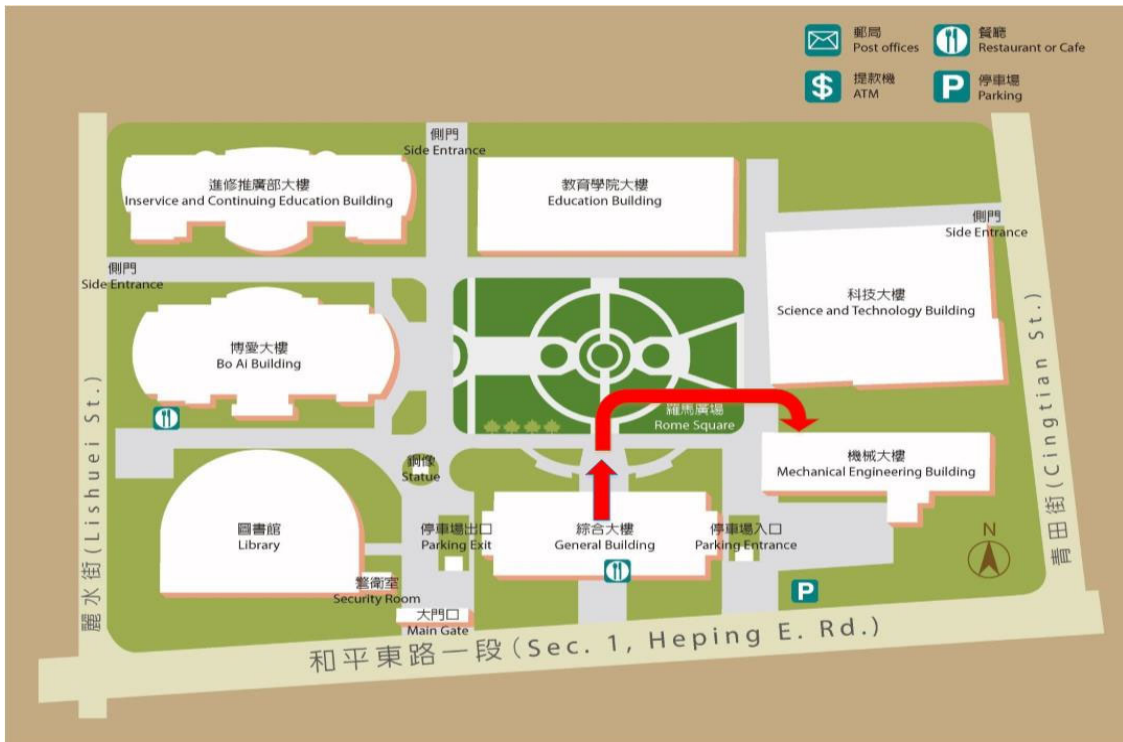 郵局
Post offices
餐廳
Restaurant or Cafe
$
提款機
ATM
P
停車場
Parking
側門
Side Entrance
進修推廣部大樓
Inservice and Continuing Education Building
教育學院大樓
Education Building
側門
Side Entrance
側門
Side Entrance
科技大樓
Science and Technology Building
博愛大樓
Bo Ai Building
羅馬廣場
Rome Square
機械大樓
Mechanical Engineering Building
銅像
Statue
圖書館
Library
停車場出口
Parking Exit
綜合大樓
General Building
停車場入口
Parking Entrance
N
警衛室
Security Room
P
大門口
Main Gate
麗水街(Lishuei St.)
青田街(Cingtian St.)
和平東路一段(Sec. 1, Heping E. Rd.)